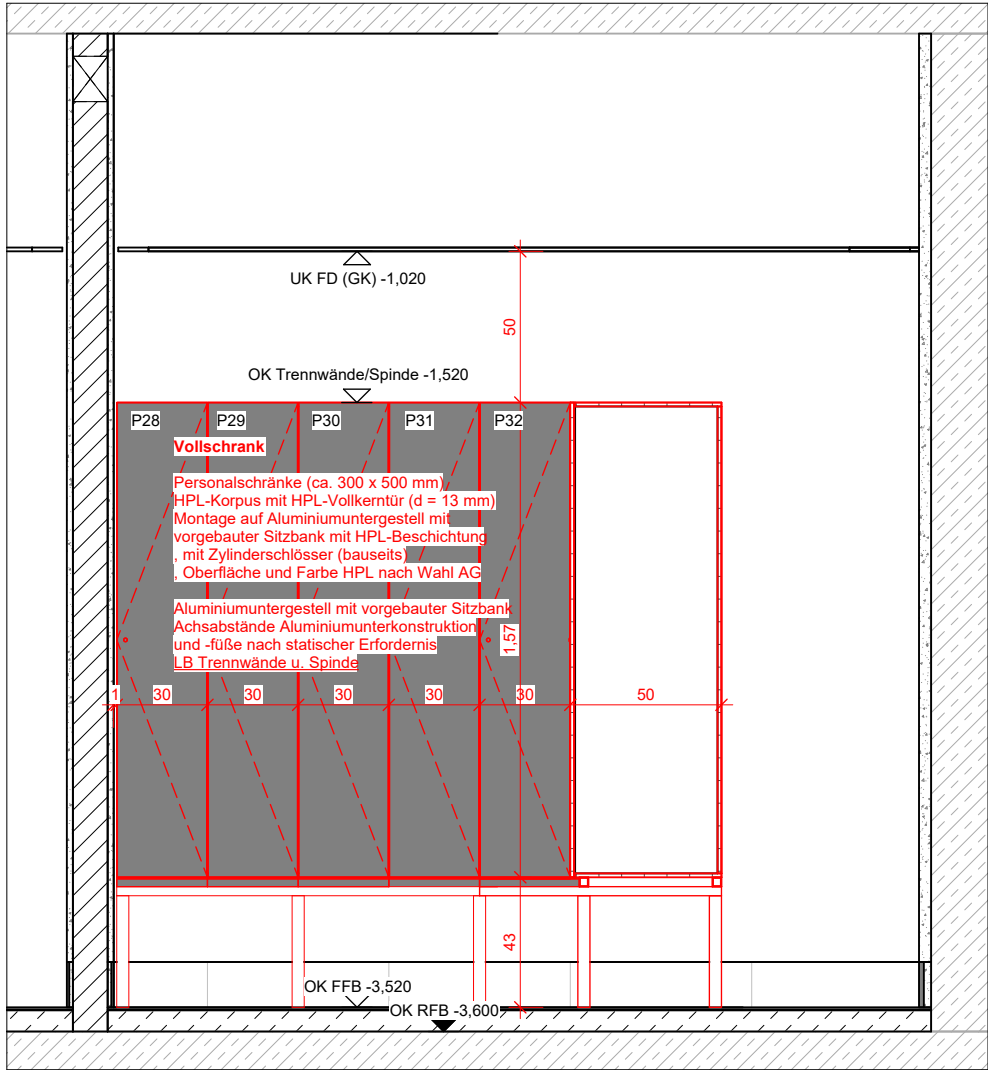 UK FD (GK) -1,020
50
OK Trennwände/Spinde -1,520
P28 P29 P30 P31 P32
Vollschrank
Personalschränke (ca. 300 x 500 mm)
HPL-Korpus mit HPL-Vollkerntür (d = 13 mm)
Montage auf Aluminiumuntergestell mit
vorgebauter Sitzbank mit HPL-Beschichtung
, mit Zylinderschlösser (bauseits)
, Oberfläche und Farbe HPL nach Wahl AG
Aluminiumuntergestell mit vorgebauter Sitzbank
Achsabstände Aluminiumunterkonstruktion
und -füße nach statischer Erfordernis
LB Trennwände u. Spinde
1,57
1 30 30 30 30 30 50
43
OK FFB -3,520
OK RFB -3,600